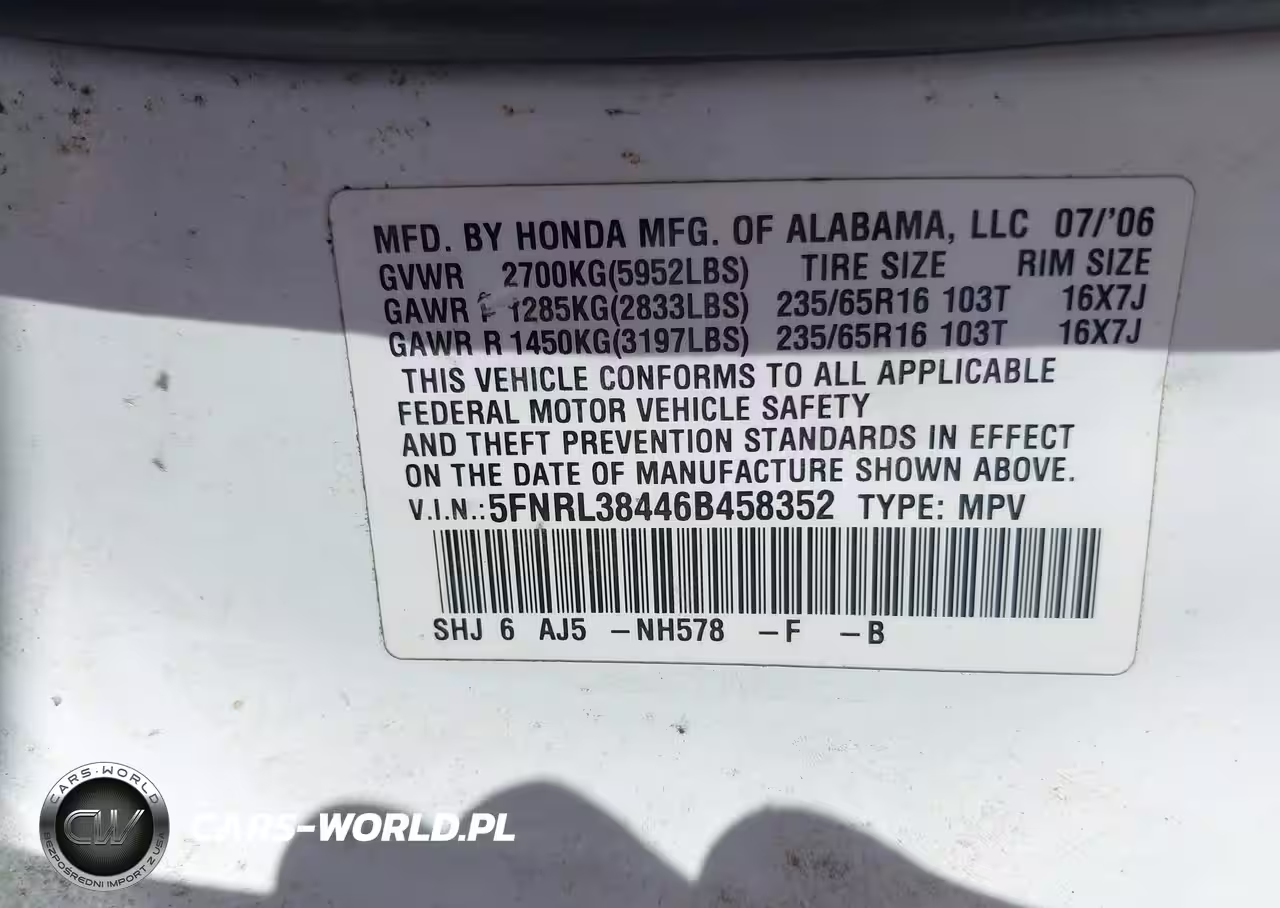 MFD. BY HONDA MFG. OF ALABAMA, LLC 07/'06
GVWR 2700KG(5952LBS) TIRE SIZE RIM SIZE
GAWR F 1285KG(2833LBS) 235/65R16 103T 16X7J
GAWR R 1450KG(3197LBS) 235/65R16 103T 16X7J
THIS VEHICLE CONFORMS TO ALL APPLICABLE
FEDERAL MOTOR VEHICLE SAFETY
AND THEFT PREVENTION STANDARDS IN EFFECT
ON THE DATE OF MANUFACTURE SHOWN ABOVE.
V.I.N.: 5FNRL38446B458352 TYPE: MPV
SHJ 6 AJ5 -NH578 -F -B
CARS-WORLD
CW
BEZPOŚREDNI IMPORT Z USA
CARS-WORLD.PL